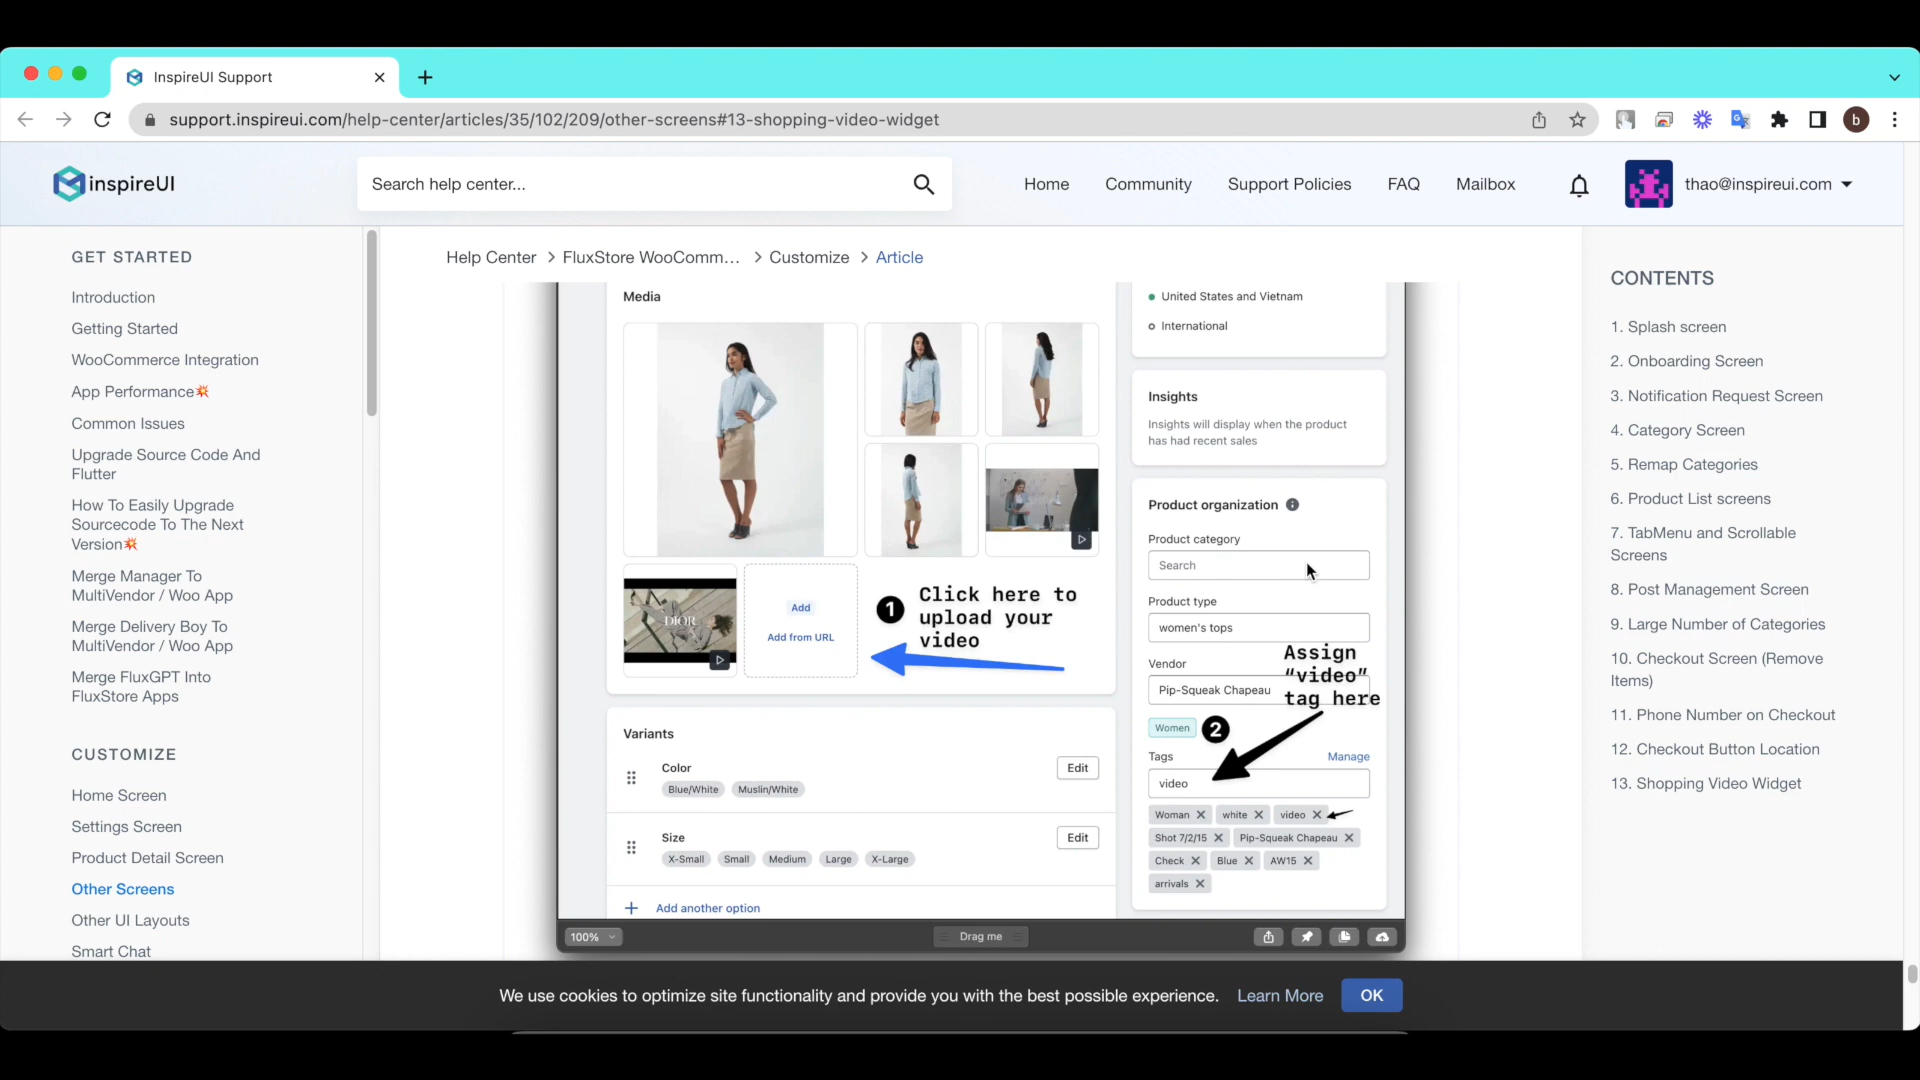 InspireUI Support
support.inspireui.com/help-center/articles/35/102/209/other-screens#13-shopping-video-widget
b
inspireUI
Search help center...
Home
Community
Support Policies
FAQ
Mailbox
thao@inspireui.com
GET STARTED
Introduction
Getting Started
WooCommerce Integration
App Performance💥
Common Issues
Upgrade Source Code And
Flutter
How To Easily Upgrade
Sourcecode To The Next
Version💥
Merge Manager To
MultiVendor / Woo App
Merge Delivery Boy To
MultiVendor / Woo App
Merge FluxGPT Into
FluxStore Apps
CUSTOMIZE
Home Screen
Settings Screen
Product Detail Screen
Other Screens
Other UI Layouts
Smart Chat
Help Center > FluxStore WooComm... > Customize > Article
Media
DIOR
Add
Add from URL
1 Click here to
upload your
video
Variants
Color
Blue/White Muslin/White
Edit
Size
X-Small Small Medium Large X-Large
Edit
+ Add another option
United States and Vietnam
International
Insights
Insights will display when the product
has had recent sales
Product organization
Product category
Search
Product type
women's tops
Vendor
Pip-Squeak Chapeau
Assign
“video”
tag here
Women
2
Tags
Manage
video
Woman white video
Shot 7/2/15 Pip-Squeak Chapeau
Check Blue AW15
arrivals
100%
Drag me
CONTENTS
1. Splash screen
2. Onboarding Screen
3. Notification Request Screen
4. Category Screen
5. Remap Categories
6. Product List screens
7. TabMenu and Scrollable
Screens
8. Post Management Screen
9. Large Number of Categories
10. Checkout Screen (Remove
Items)
11. Phone Number on Checkout
12. Checkout Button Location
13. Shopping Video Widget
We use cookies to optimize site functionality and provide you with the best possible experience. Learn More OK